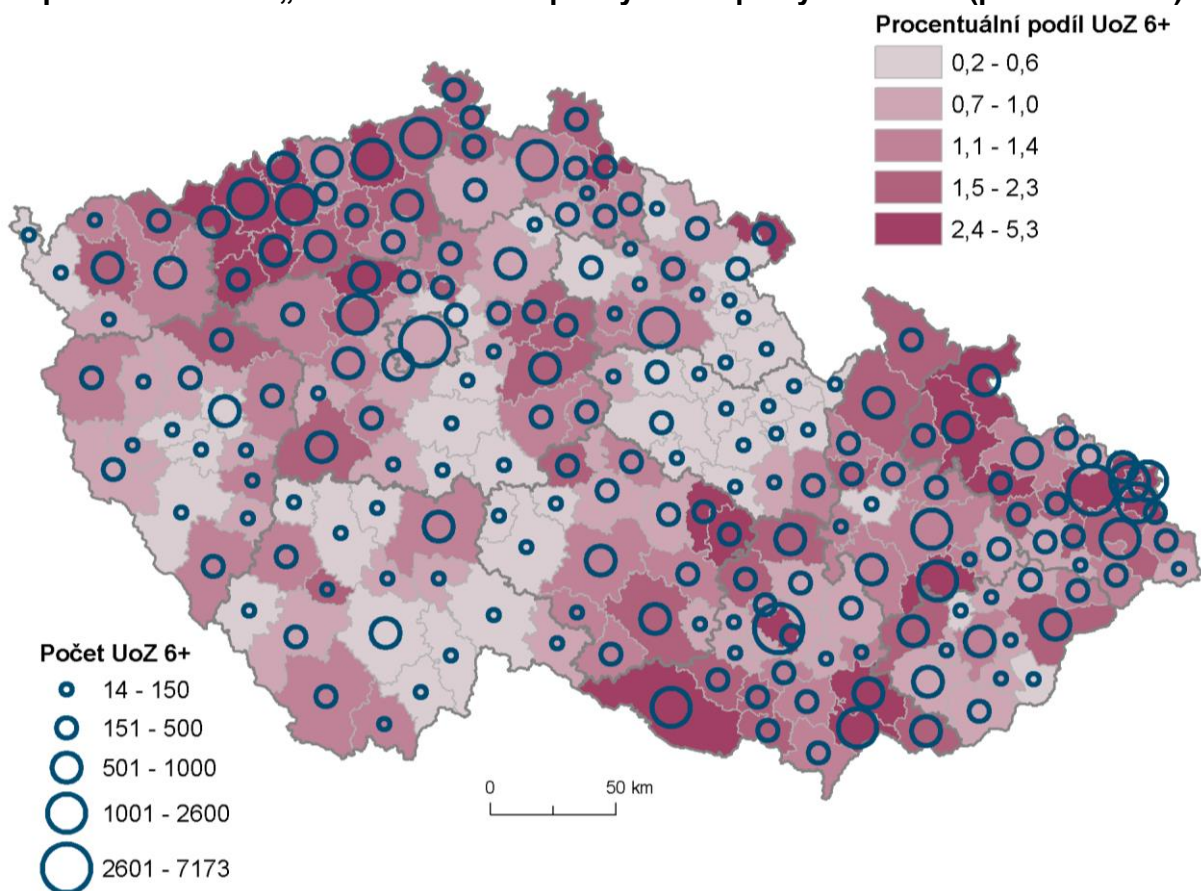 Procentuální podíl UoZ 6+
0,2 - 0,6
0,7 - 1,0
1,1 - 1,4
1,5 - 2,3
2,4 - 5,3
Počet UoZ 6+
14 - 150
151 - 500
501 - 1000
1001 - 2600
2601 - 7173
0 50 km